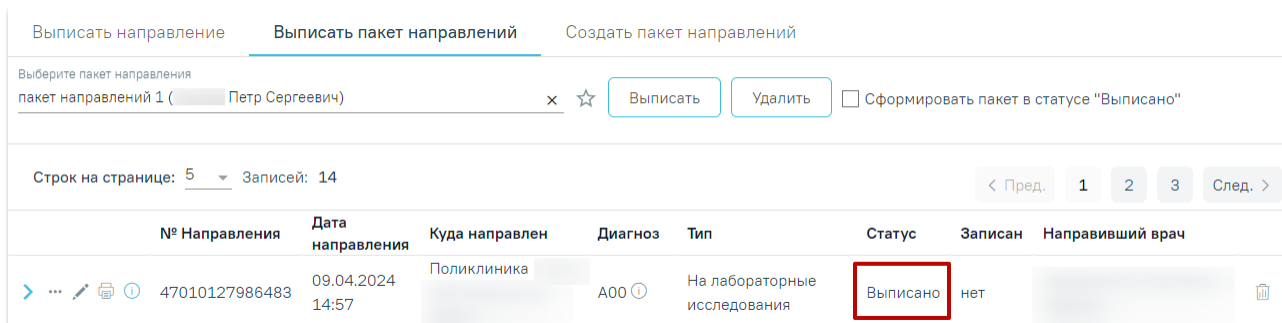 Выписать направление Выписать пакет направлений Создать пакет направлений
Выберите пакет направления
пакет направлений 1 ( Петр Сергеевич) × Выписать Удалить Сформировать пакет в статусе "Выписано"
Строк на странице: 5 Записей: 14 < Пред. 1 2 3 След. >
№ Направления Дата направления Куда направлен Диагноз Тип Статус Записан Направивший врач
47010127986483 09.04.2024 14:57 Поликлиника A00 На лабораторные исследования Выписано нет